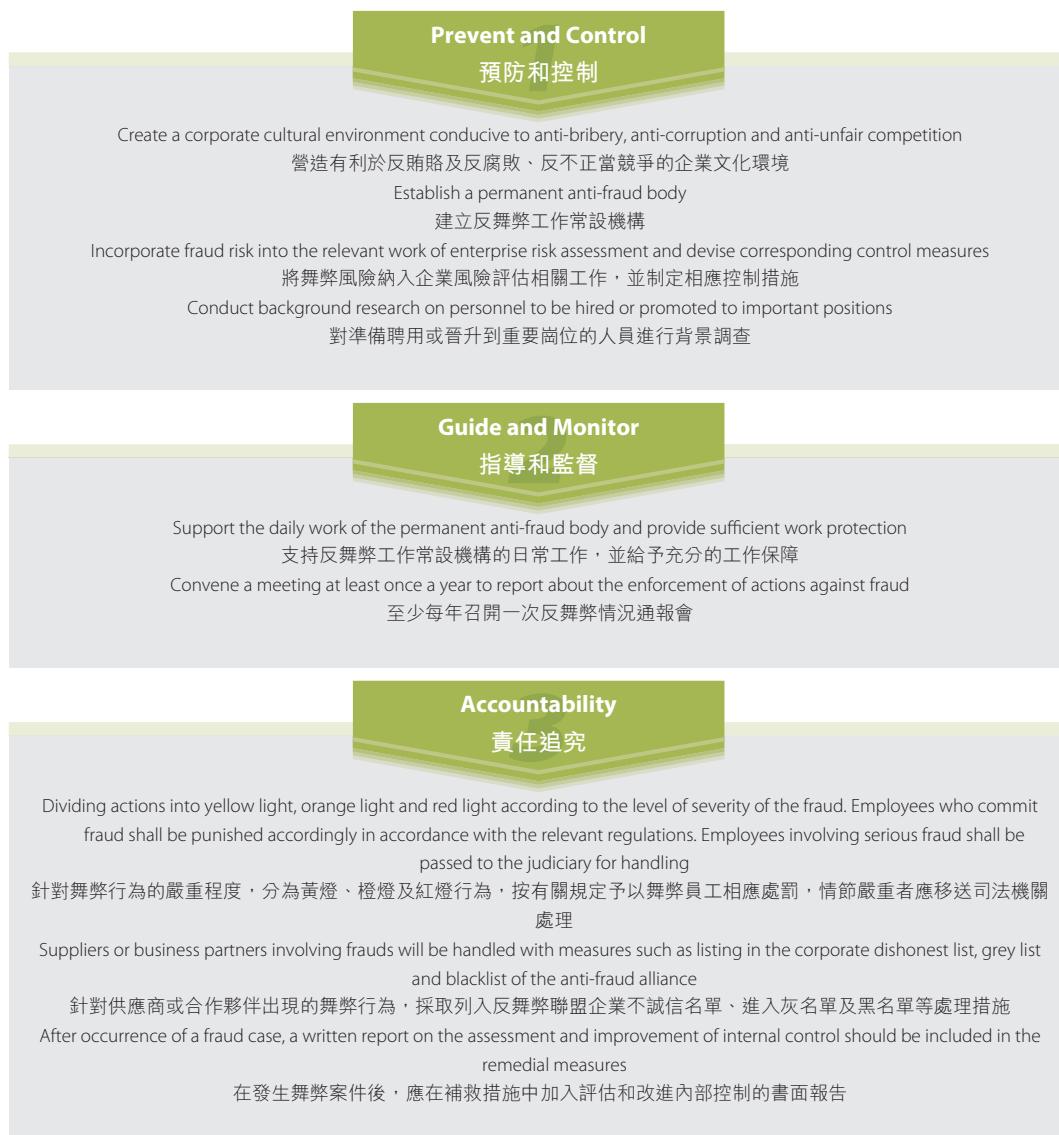 1
Prevent and Control
預防和控制
Create a corporate cultural environment conducive to anti-bribery, anti-corruption and anti-unfair competition
營造有利於反賄賂及反腐敗、反不正當競爭的企業文化環境
Establish a permanent anti-fraud body
建立反舞弊工作常設機構
Incorporate fraud risk into the relevant work of enterprise risk assessment and devise corresponding control measures
將舞弊風險納入企業風險評估相關工作，並制定相應控制措施
Conduct background research on personnel to be hired or promoted to important positions
對準備聘用或晉升到重要崗位的人員進行背景調查
2
Guide and Monitor
指導和監督
Support the daily work of the permanent anti-fraud body and provide sufficient work protection
支持反舞弊工作常設機構的日常工作，並給予充分的工作保障
Convene a meeting at least once a year to report about the enforcement of actions against fraud
至少每年召開一次反舞弊情況通報會
3
Accountability
責任追究
Dividing actions into yellow light, orange light and red light according to the level of severity of the fraud. Employees who commit
fraud shall be punished accordingly in accordance with the relevant regulations. Employees involving serious fraud shall be
passed to the judiciary for handling
針對舞弊行為的嚴重程度，分為黃燈、橙燈及紅燈行為，按有關規定予以舞弊員工相應處罰，情節嚴重者應移送司法機關
處理
Suppliers or business partners involving frauds will be handled with measures such as listing in the corporate dishonest list, grey list
and blacklist of the anti-fraud alliance
針對供應商或合作夥伴出現的舞弊行為，採取列入反舞弊聯盟企業不誠信名單、進入灰名單及黑名單等處理措施
After occurrence of a fraud case, a written report on the assessment and improvement of internal control should be included in the
remedial measures
在發生舞弊案件後，應在補救措施中加入評估和改進內部控制的書面報告